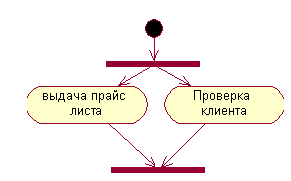 выдача прайс
листа
Проверка
клиента